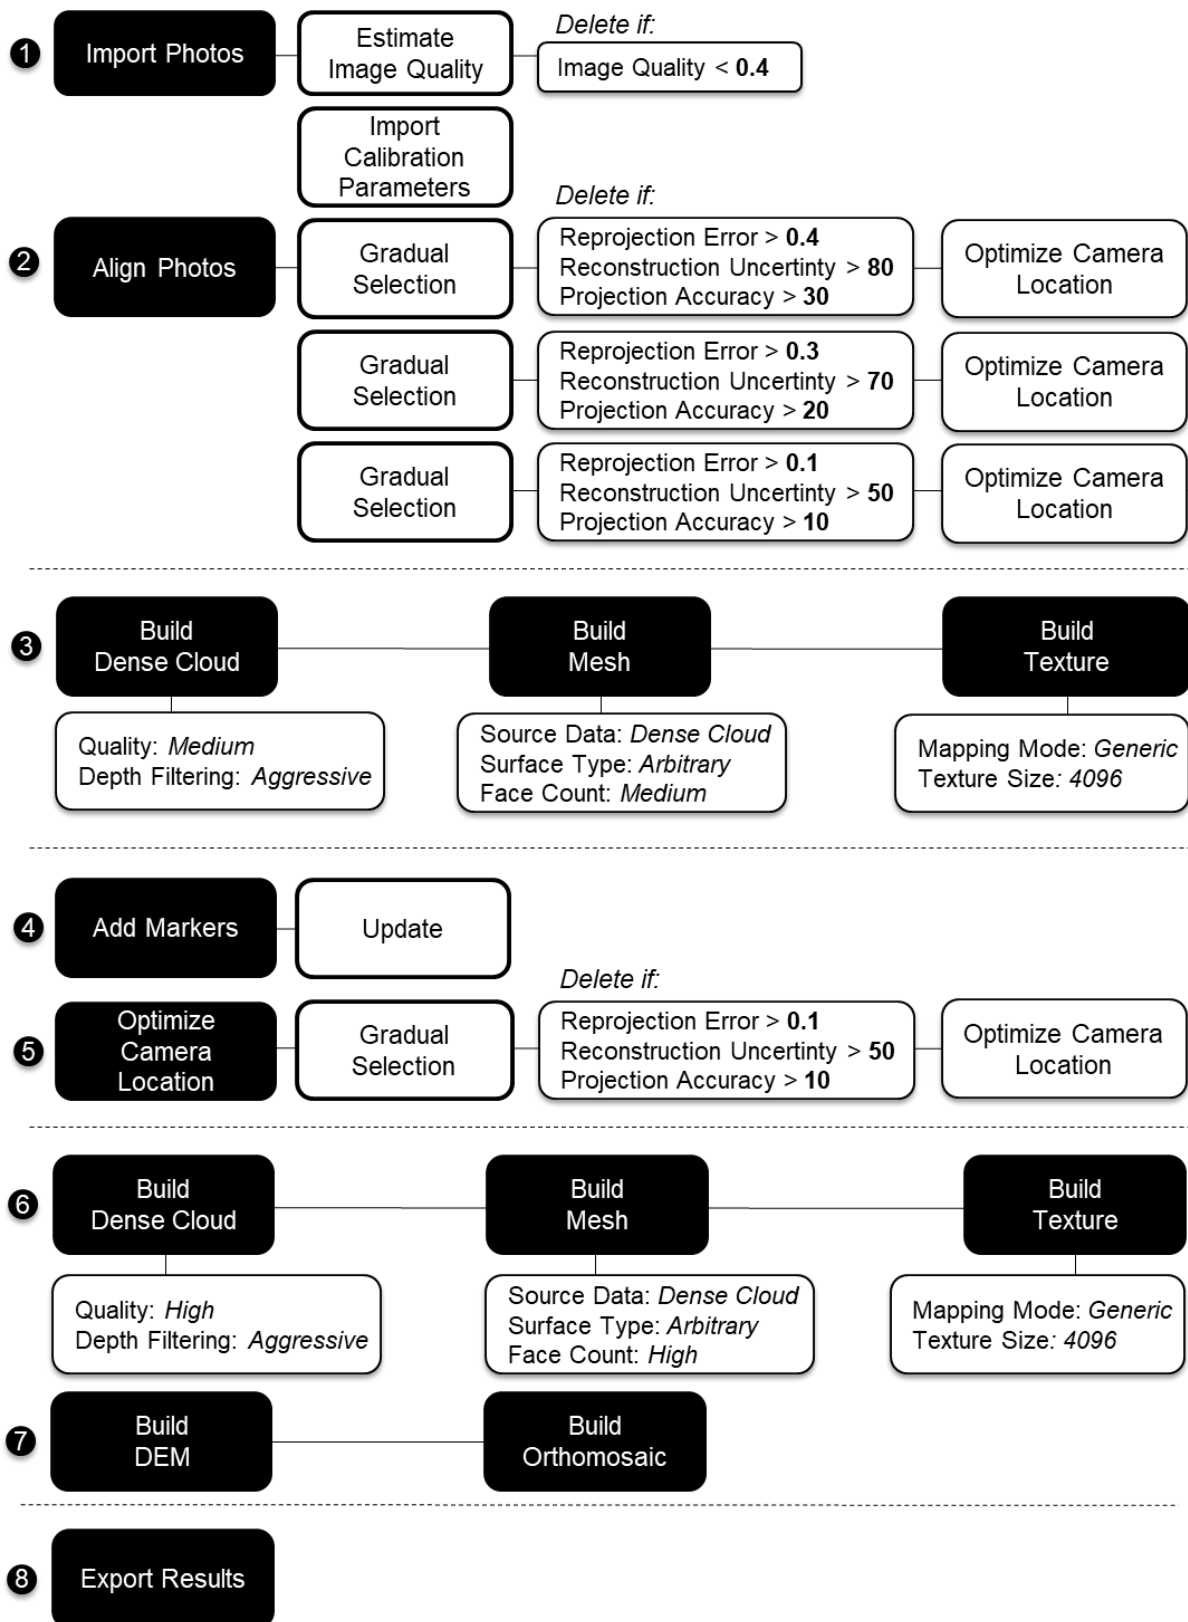 1
Import Photos
Estimate
Image Quality
Delete if:
Image Quality < 0.4
Import
Calibration
Parameters
2
Align Photos
Gradual
Selection
Delete if:
Reprojection Error > 0.4
Reconstruction Uncertinty > 80
Projection Accuracy > 30
Optimize Camera
Location
Gradual
Selection
Reprojection Error > 0.3
Reconstruction Uncertinty > 70
Projection Accuracy > 20
Optimize Camera
Location
Gradual
Selection
Reprojection Error > 0.1
Reconstruction Uncertinty > 50
Projection Accuracy > 10
Optimize Camera
Location
3
Build
Dense Cloud
Quality: Medium
Depth Filtering: Aggressive
Build
Mesh
Source Data: Dense Cloud
Surface Type: Arbitrary
Face Count: Medium
Build
Texture
Mapping Mode: Generic
Texture Size: 4096
4
Add Markers
Update
5
Optimize
Camera
Location
Gradual
Selection
Delete if:
Reprojection Error > 0.1
Reconstruction Uncertinty > 50
Projection Accuracy > 10
Optimize Camera
Location
6
Build
Dense Cloud
Quality: High
Depth Filtering: Aggressive
Build
Mesh
Source Data: Dense Cloud
Surface Type: Arbitrary
Face Count: High
Build
Texture
Mapping Mode: Generic
Texture Size: 4096
7
Build
DEM
Build
Orthomosaic
8
Export Results